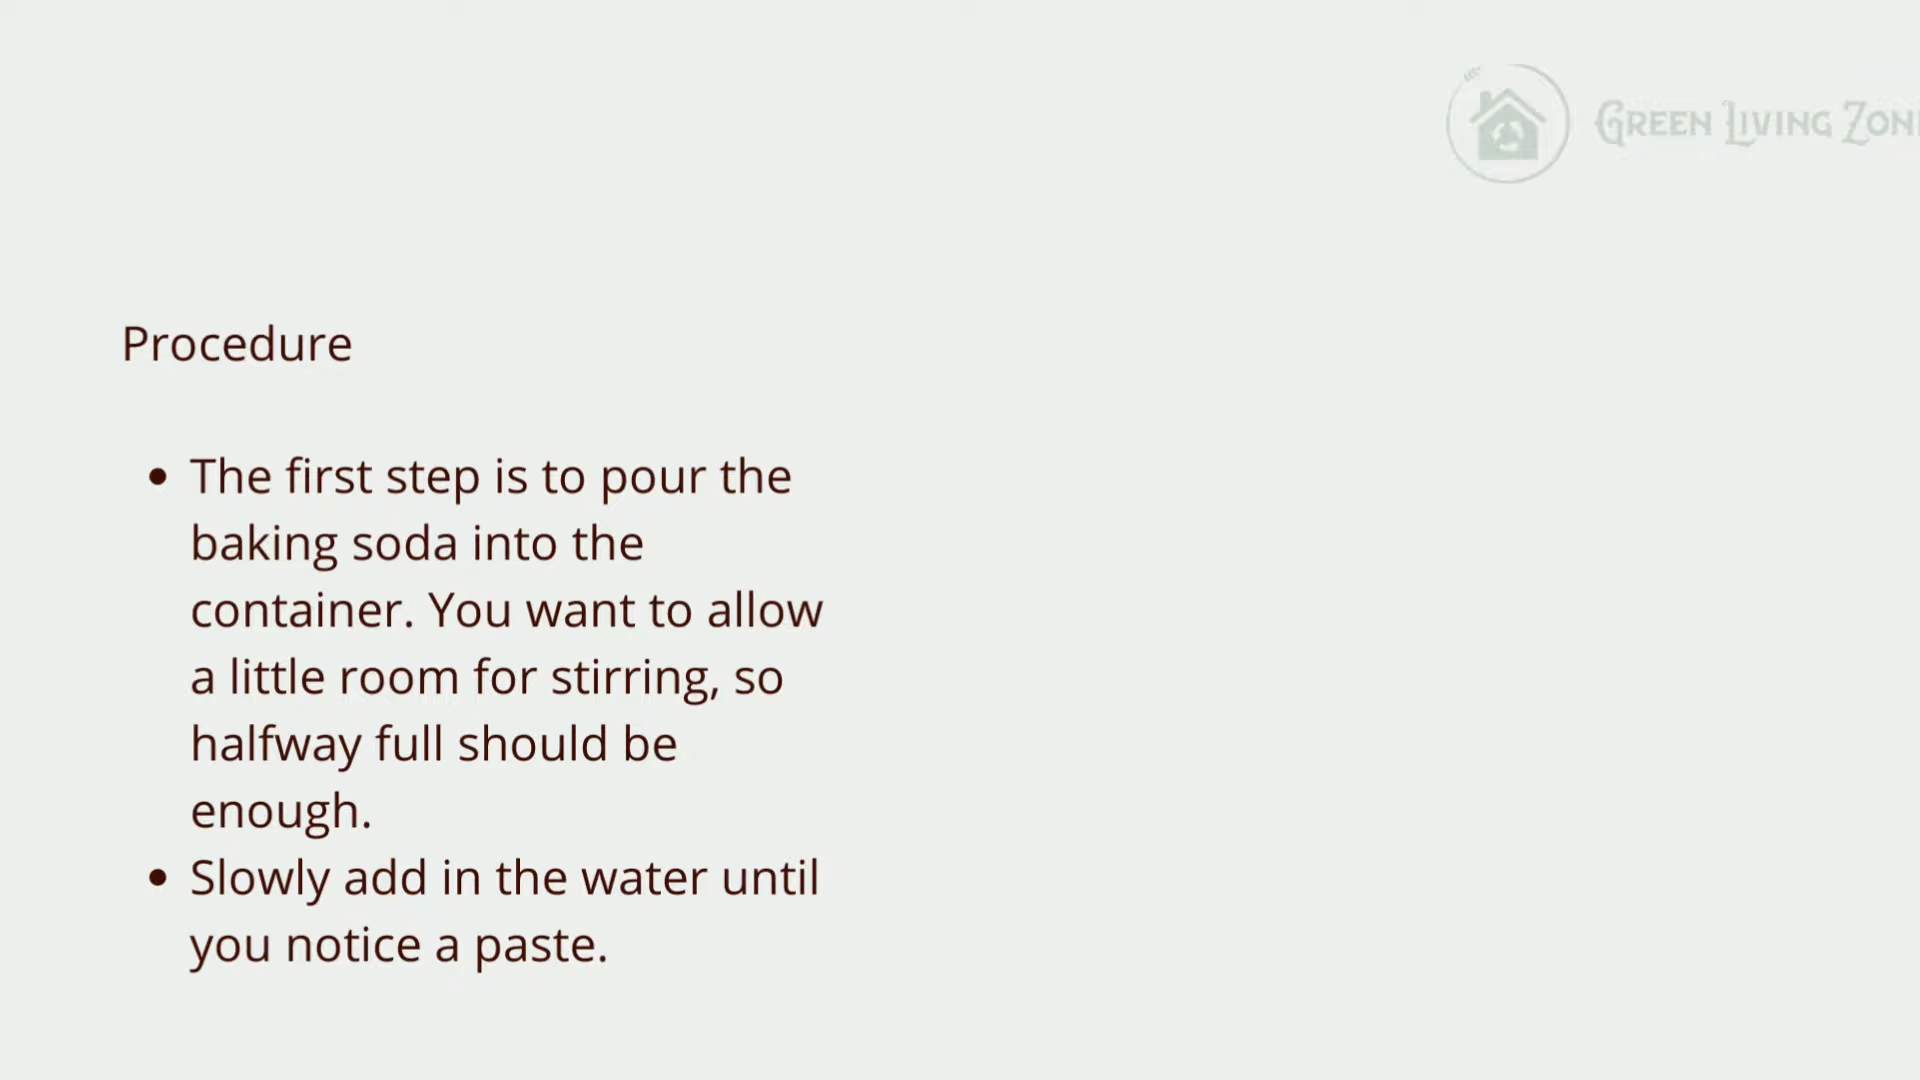 Green Living Zon
Procedure
• The first step is to pour the
baking soda into the
container. You want to allow
a little room for stirring, so
halfway full should be
enough.
• Slowly add in the water until
you notice a paste.